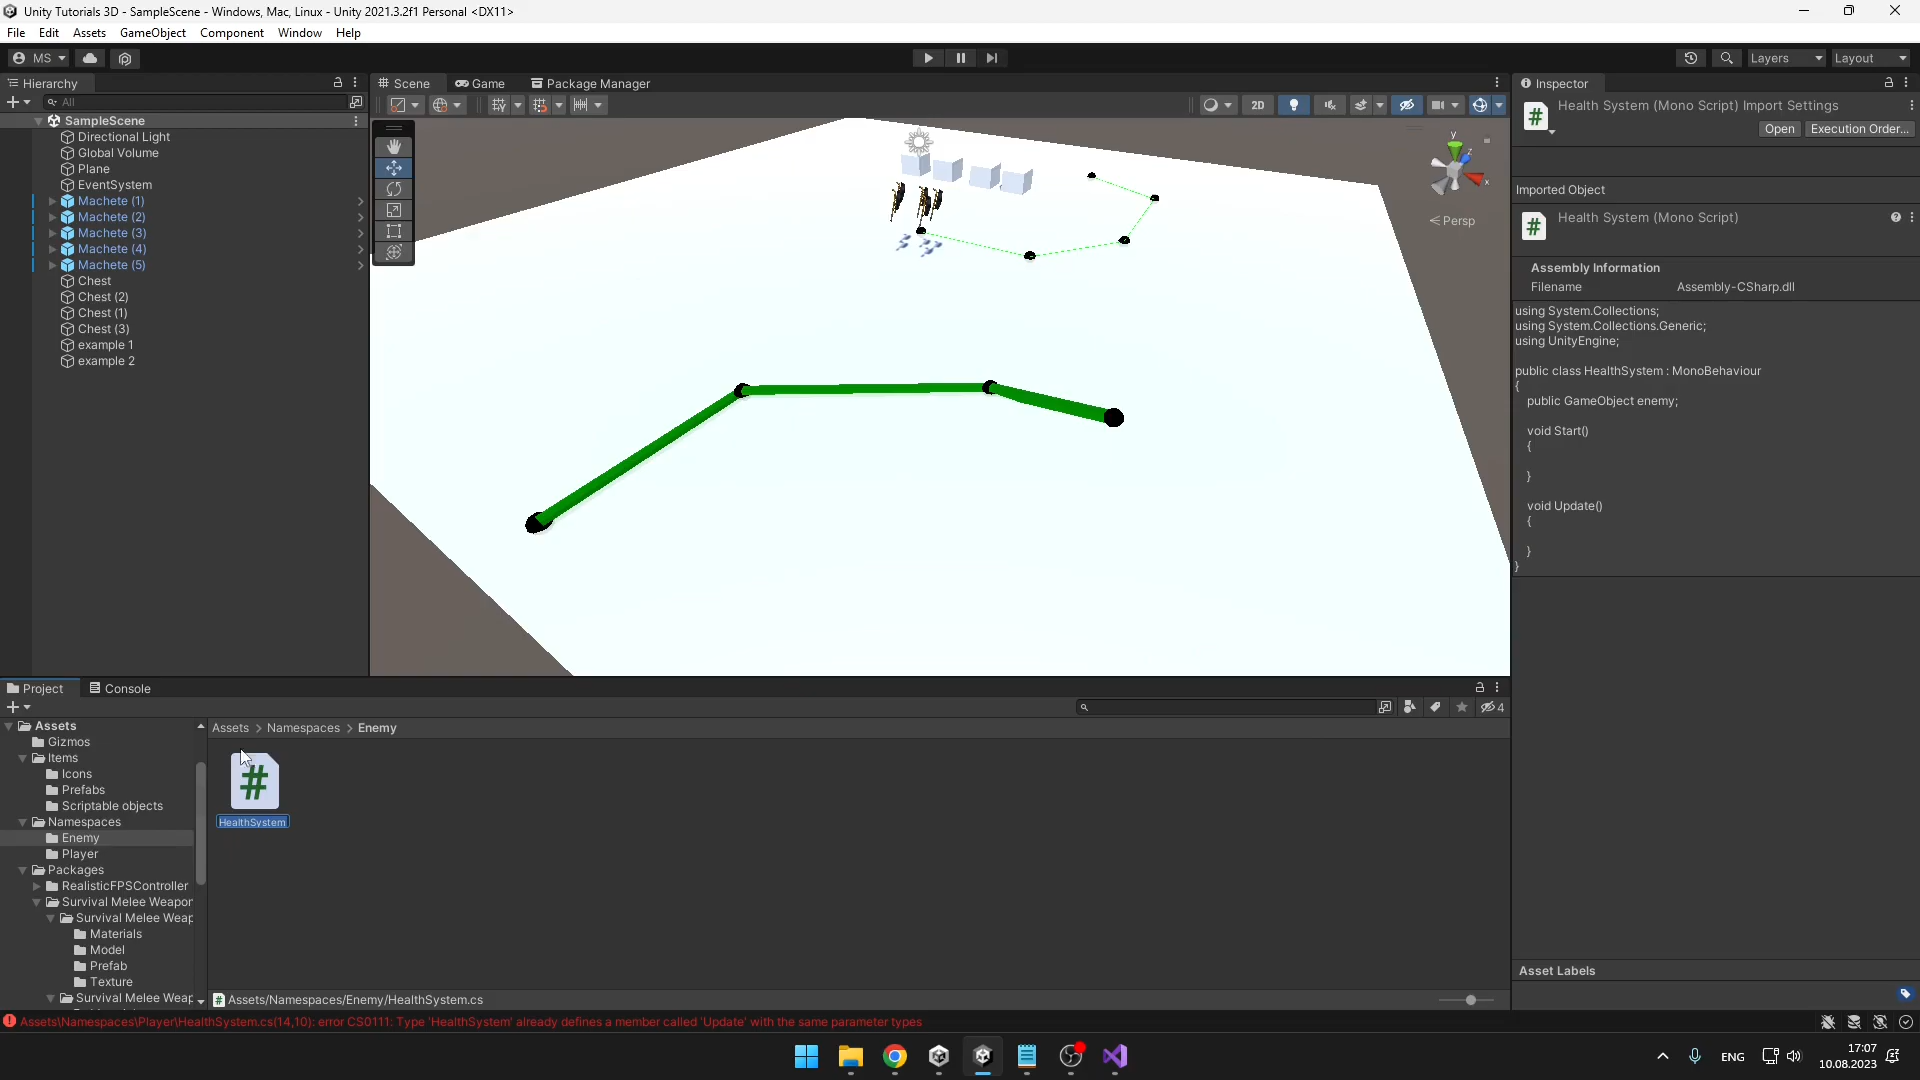 Unity Tutorials 3D - SampleScene - Windows, Mac, Linux - Unity 2021.3.2f1 Personal <DX11>
File Edit Assets GameObject Component Window Help
MS Layers Layout
Hierarchy
All
SampleScene
Directional Light
Global Volume
Plane
EventSystem
Machete (1)
Machete (2)
Machete (3)
Machete (4)
Machete (5)
Chest
Chest (2)
Chest (1)
Chest (3)
example 1
example 2
Scene Game Package Manager
2D
y
z
x
< Persp
Inspector
Health System (Mono Script) Import Settings
Open Execution Order...
Imported Object
Health System (Mono Script)
Assembly Information
Filename Assembly-CSharp.dll
using System.Collections;
using System.Collections.Generic;
using UnityEngine;
public class HealthSystem : MonoBehaviour
{
public GameObject enemy;
void Start()
{
}
void Update()
{
}
}
Asset Labels
Project Console
4
Assets
Gizmos
Items
Icons
Prefabs
Scriptable objects
Namespaces
Enemy
Player
Packages
RealisticFPSController
Survival Melee Weapon
Survival Melee Weap
Materials
Model
Prefab
Texture
Survival Melee Weap
Assets > Namespaces > Enemy
#
HealthSystem
Assets/Namespaces/Enemy/HealthSystem.cs
Assets\Namespaces\Player\HealthSystem.cs(14,10): error CS0111: Type 'HealthSystem' already defines a member called 'Update' with the same parameter types
ENG
17:07
10.08.2023